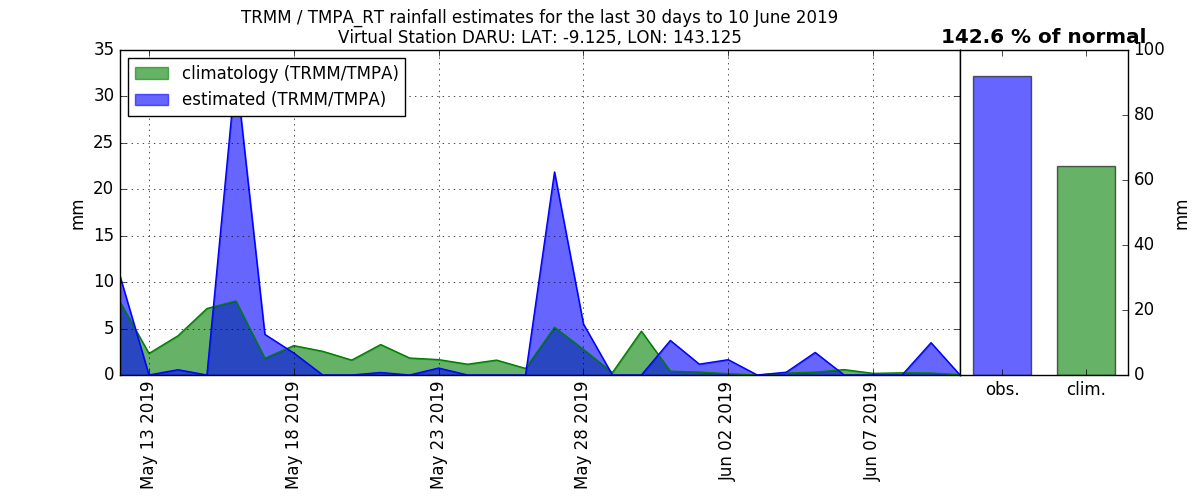 TRMM / TMPA_RT rainfall estimates for the last 30 days to 10 June 2019
Virtual Station DARU: LAT: -9.125, LON: 143.125
142.6 % of normal
climatology (TRMM/TMPA)
estimated (TRMM/TMPA)
35
30
25
20
15
10
5
0
mm
May 13 2019
May 18 2019
May 23 2019
May 28 2019
Jun 02 2019
Jun 07 2019
obs.
clim.
100
80
60
40
20
0
mm